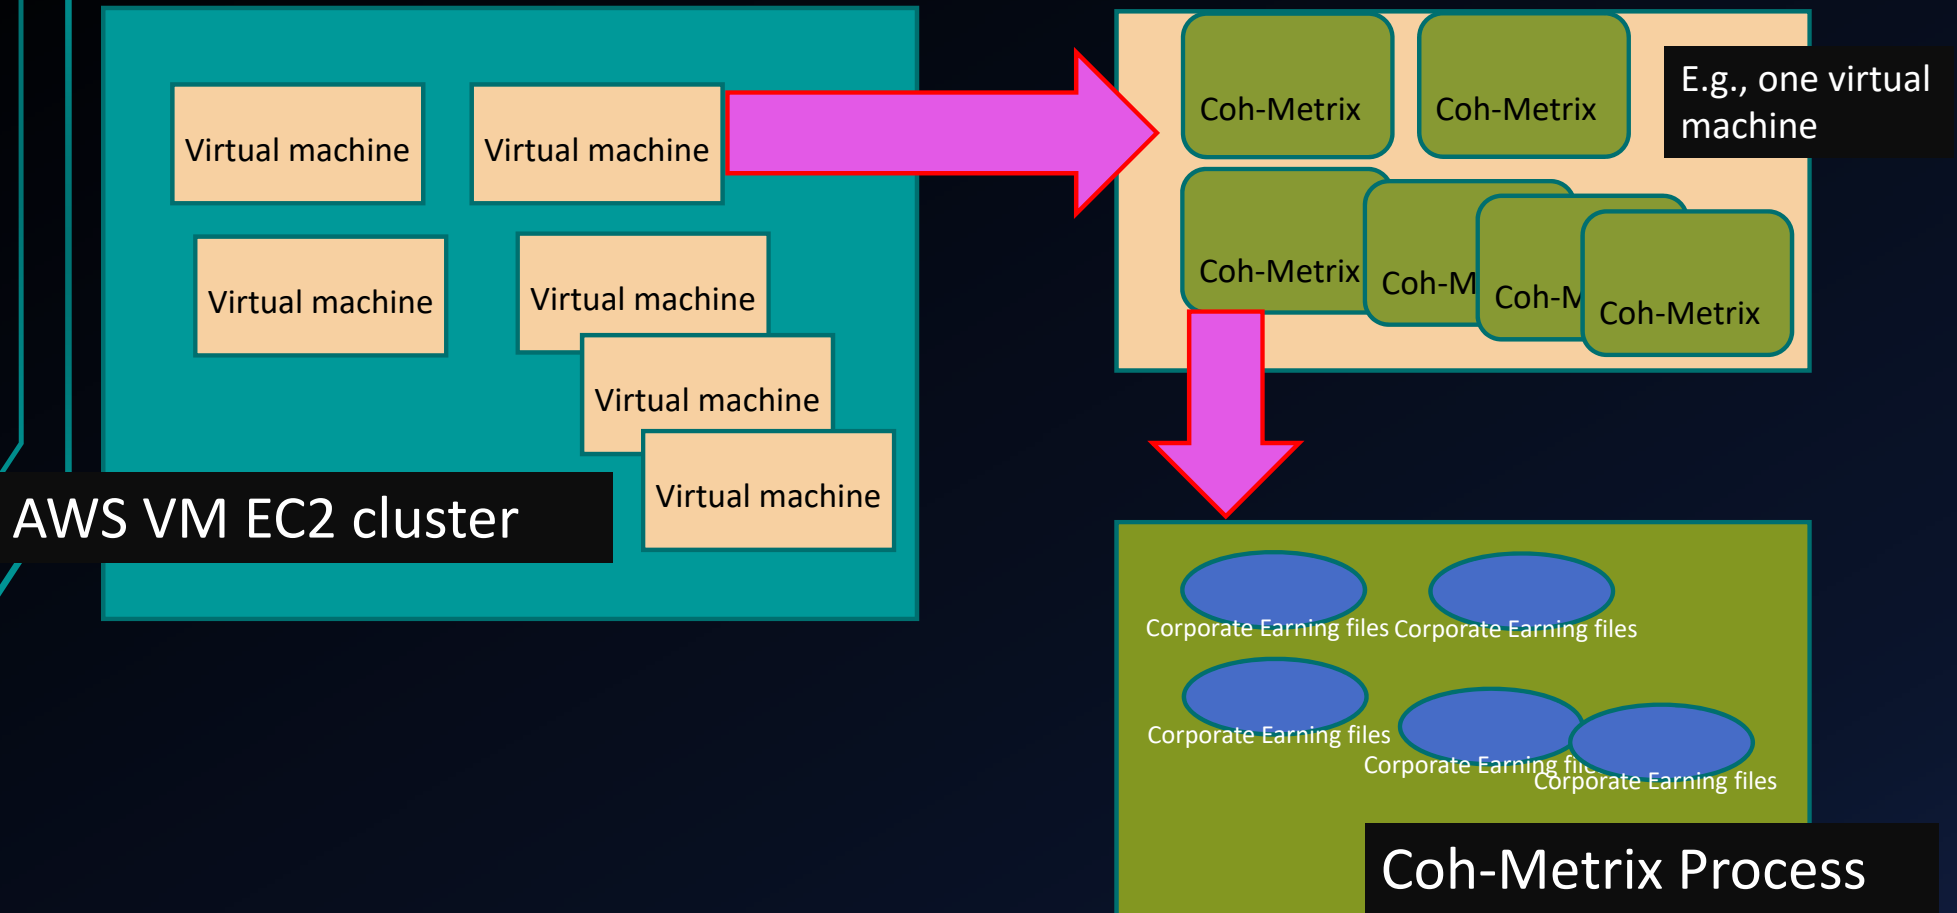 Virtual machine
Virtual machine
Virtual machine
Virtual machine
Virtual machine
Virtual machine
AWS VM EC2 cluster
Coh-Metrix
Coh-Metrix
E.g., one virtual
machine
Coh-Metrix
Coh-M
Coh-M
Coh-Metrix
Corporate Earning files
Corporate Earning files
Corporate Earning files
Corporate Earning file
Corporate Earning files
Coh-Metrix Process